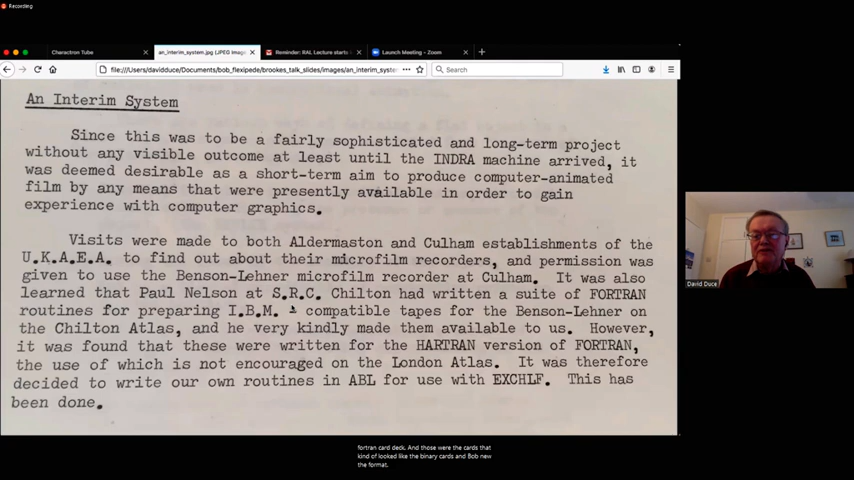 Recording
Charactron Tube
an_interim_system.jpg (JPEG Image
Reminder: RAL Lecture starts
Launch Meeting - Zoom
file:///Users/davidduce/Documents/bob_flexipede/brookes_talk_slides/images/an_interim_syste
Search
An Interim System
Since this was to be a fairly sophisticated and long-term project
without any visible outcome at least until the INDRA machine arrived, it
was deemed desirable as a short-term aim to produce computer-animated
film by any means that were presently available in order to gain
experience with computer graphics.
Visits were made to both Aldermaston and Culham establishments of the
U.K.A.E.A. to find out about their microfilm recorders, and permission was
given to use the Benson-Lehner microfilm recorder at Culham. It was also
learned that Paul Nelson at S.R.C. Chilton had written a suite of FORTRAN
routines for preparing I.B.M. - compatible tapes for the Benson-Lehner on
the Chilton Atlas, and he very kindly made them available to us. However,
it was found that these were written for the HARTRAN version of FORTRAN,
the use of which is not encouraged on the London Atlas. It was therefore
decided to write our own routines in ABL for use with EXCHLF. This has
been done.
David Duce
fortran card deck. And those were the cards that
kind of looked like the binary cards and Bob new
the format.